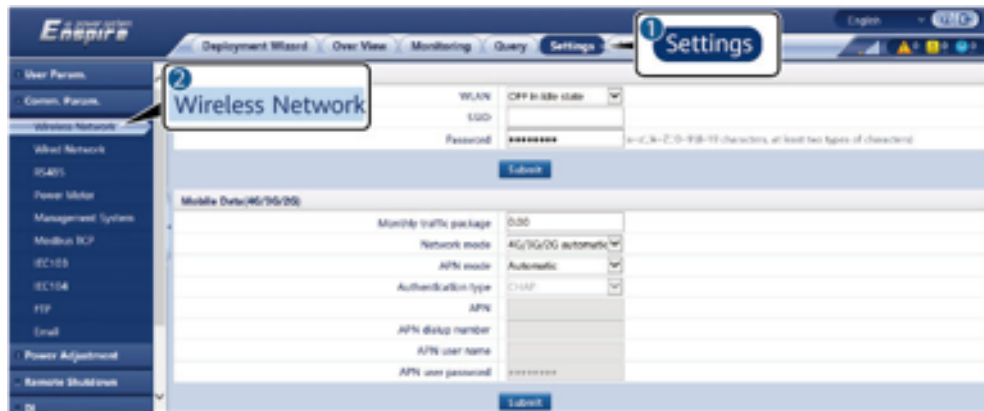 Enspire
English
Deployment Wizard Over View Monitoring Query Settings
1 Settings
User Param.
2 Wireless Network
Comm. Param.
WLAN OFF in idle state
Wireless Network
SSID
Wired Network
Password ••••••••
RS485
Submit
Power Meter
Mobile Data(4G/3G/2G)
Management System
Monthly traffic package 0.00
Modbus TCP
Network mode 4G/3G/2G automatic
IEC103
APN mode Automatic
IEC104
Authentication type CHAP
FTP
APN
Email
APN dialup number
Power Adjustment
APN user name
Remote Shutdown
APN user password ••••••••
DI
Submit